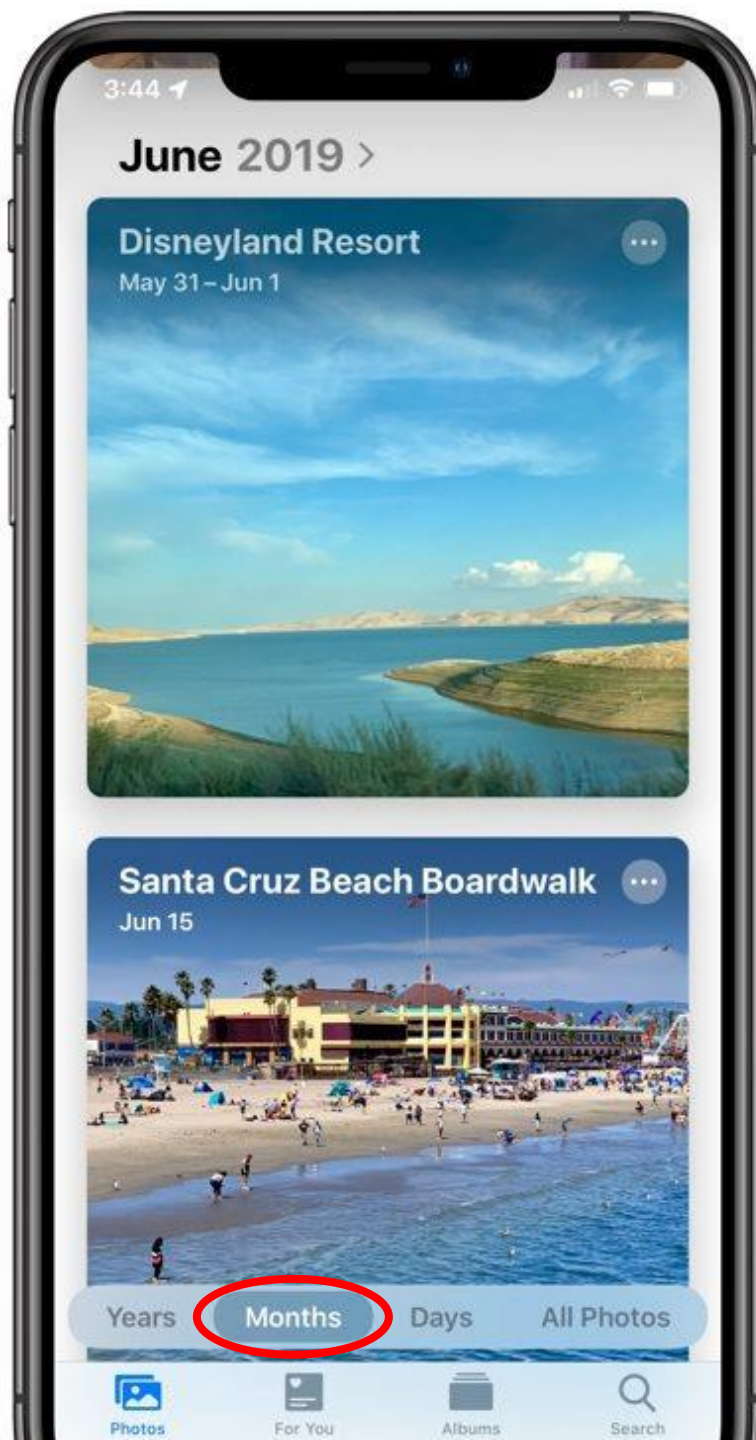 3:44
June 2019 >
Disneyland Resort
May 31 – Jun 1
Santa Cruz Beach Boardwalk
Jun 15
Years Months Days All Photos
Photos For You Albums Search